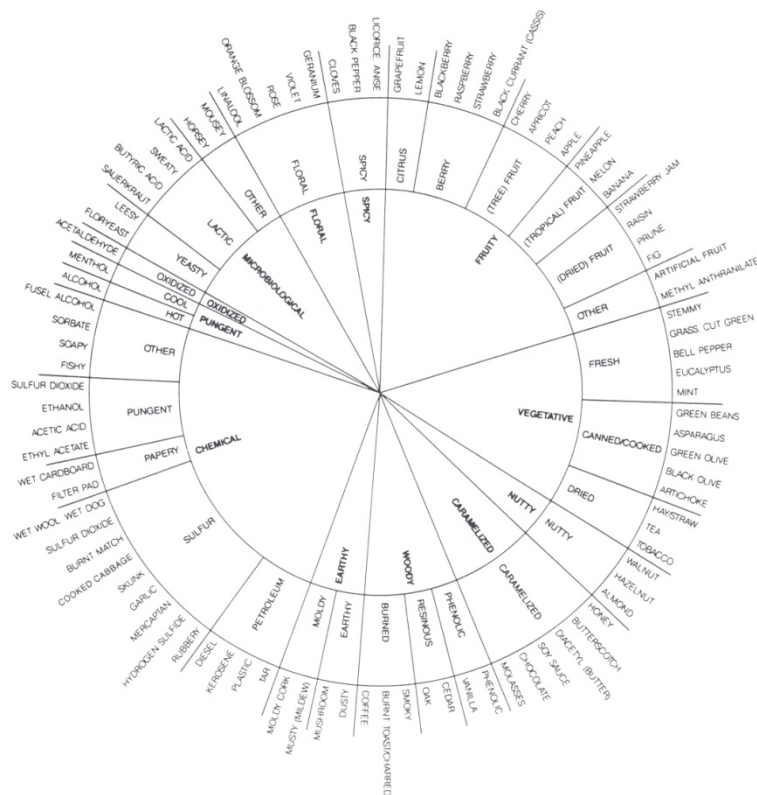 FRUITY
CITRUS
GRAPEFRUIT
LEMON
BERRY
BLACKBERRY
RASPBERRY
STRAWBERRY
BLACK CURRANT (CASSIS)
(TREE) FRUIT
CHERRY
APRICOT
PEACH
APPLE
(TROPICAL) FRUIT
PINEAPPLE
MELON
BANANA
(DRIED) FRUIT
STRAWBERRY JAM
RAISIN
PRUNE
FIG
OTHER
ARTIFICIAL FRUIT
METHYL ANTHRANILATE
VEGETATIVE
FRESH
STEMMY
GRASS, CUT GREEN
BELL PEPPER
EUCALYPTUS
MINT
CANNED/COOKED
GREEN BEANS
ASPARAGUS
GREEN OLIVE
BLACK OLIVE
ARTICHOKE
DRIED
HAY/STRAW
TEA
TOBACCO
NUTTY
NUTTY
WALNUT
HAZELNUT
ALMOND
CARAMELIZED
CARAMELIZED
HONEY
BUTTERSCOTCH
DIACETYL (BUTTER)
SOY SAUCE
CHOCOLATE
MOLASSES
WOODY
PHENOLIC
PHENOLIC
VANILLA
RESINOUS
CEDAR
OAK
BURNED
SMOKY
BURNT TOAST/CHARRED
COFFEE
EARTHY
EARTHY
DUSTY
MUSHROOM
MOLDY
MUSTY (MILDEW)
MOLDY CORK
CHEMICAL
PETROLEUM
TAR
PLASTIC
KEROSENE
DIESEL
SULFUR
RUBBERY
HYDROGEN SULFIDE
MERCAPTAN
GARLIC
SKUNK
COOKED CABBAGE
BURNT MATCH
SULFUR DIOXIDE
WET WOOL, WET DOG
PAPERY
FILTER PAD
WET CARDBOARD
PUNGENT
ETHYL ACETATE
ACETIC ACID
ETHANOL
SULFUR DIOXIDE
OTHER
FISHY
SOAPY
SORBATE
FUSEL ALCOHOL
PUNGENT
HOT
ALCOHOL
COOL
MENTHOL
OXIDIZED
OXIDIZED
ACETALDEHYDE
MICROBIOLOGICAL
YEASTY
FLORYEAST
LEESY
LACTIC
SAUERKRAUT
BUTYRIC ACID
SWEATY
LACTIC ACID
OTHER
HORSEY
MOUSEY
FLORAL
FLORAL
LINALOOL
ORANGE BLOSSOM
ROSE
VIOLET
GERANIUM
SPICY
SPICY
CLOVES
BLACK PEPPER
LICORICE, ANISE